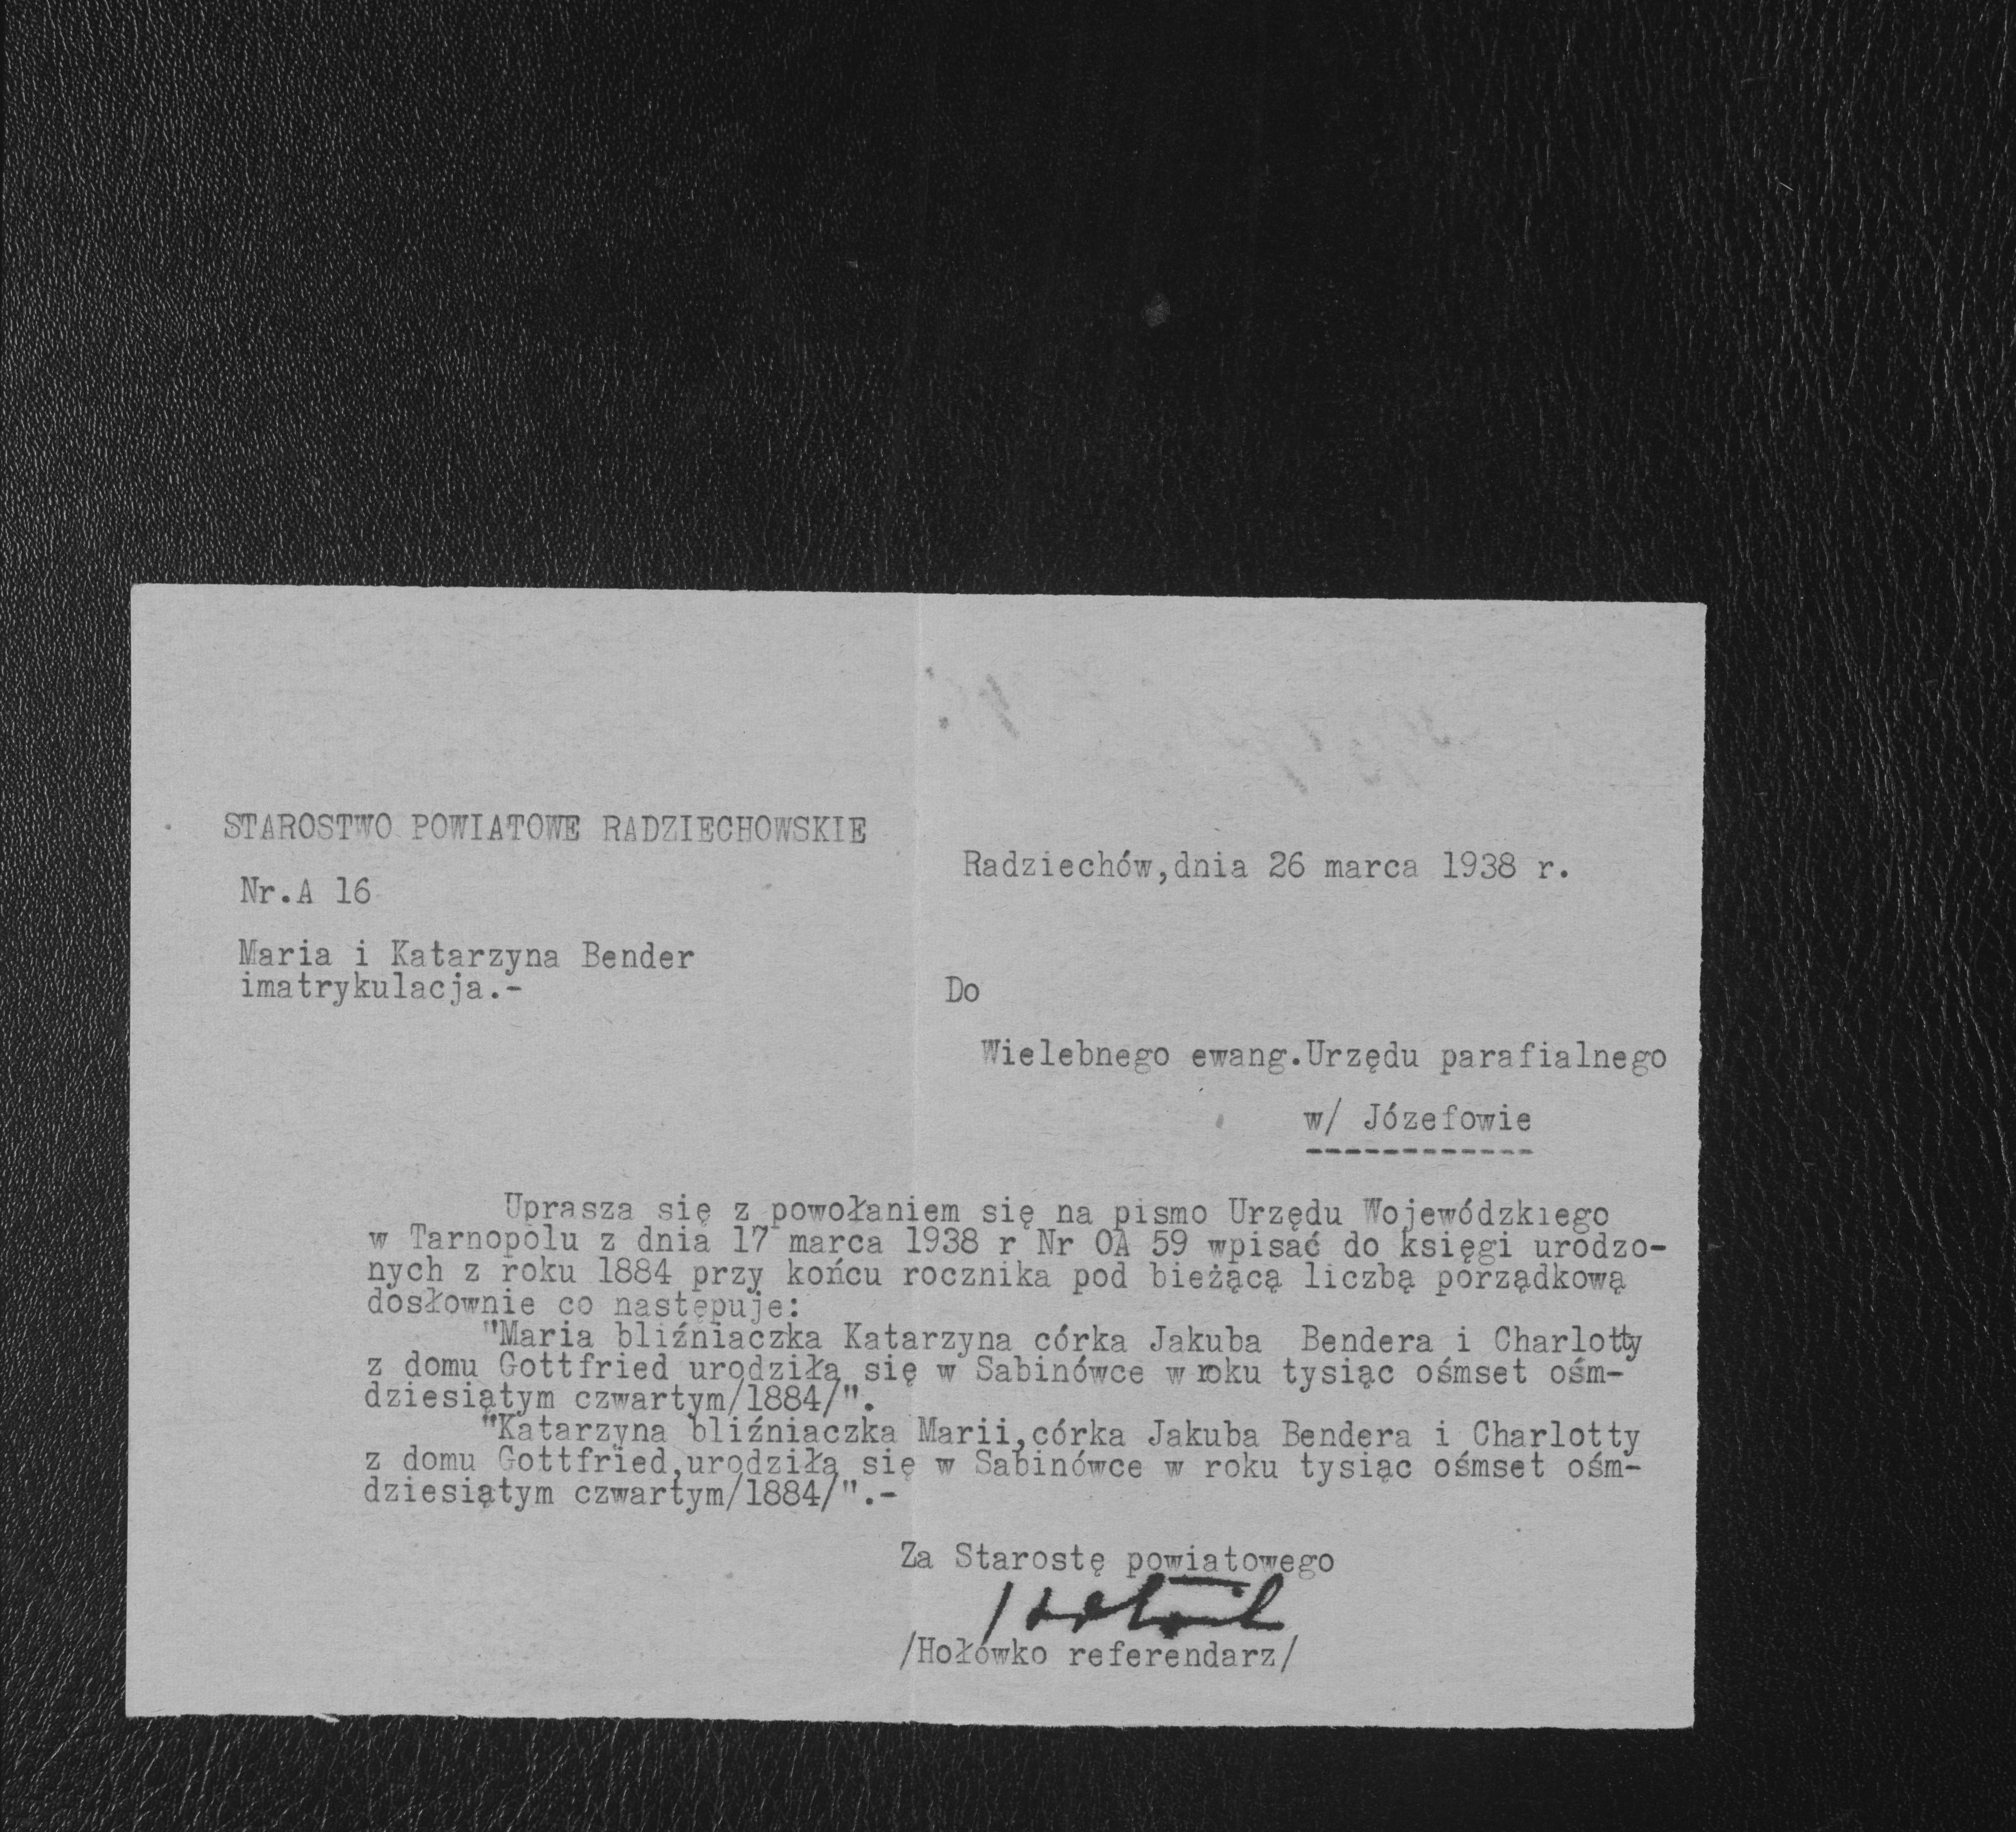 STAROSTWO POWIATOWE RADZIECHOWSKIE
Radziechów,dnia 26 marca 1938 r.
Nr.A 16
Maria i Katarzyna Bender
imatrykulacja.-
Do
Wielebnego ewang.Urzędu parafialnego
w/ Józefowie
Uprasza się z powołaniem się na pismo Urzędu Wojewódzkiego
w Tarnopolu z dnia 17 marca 1938 r Nr OA 59 wpisać do księgi urodzo-
nych z roku 1884 przy końcu rocznika pod bieżącą liczbą porządkową
dosłownie co następuje:
"Maria bliźniaczka Katarzyna córka Jakuba Bendera i Charlotty
z domu Gottfried urodziła się w Sabinówce w roku tysiąc ośmset ośm-
dziesiątym czwartym/1884/".
"Katarzyna bliźniaczka Marii,córka Jakuba Bendera i Charlotty
z domu Gottfried,urodziła się w Sabinówce w roku tysiąc ośmset ośm-
dziesiątym czwartym/1884/".-
Za Starostę powiatowego
/Hołówko referendarz/